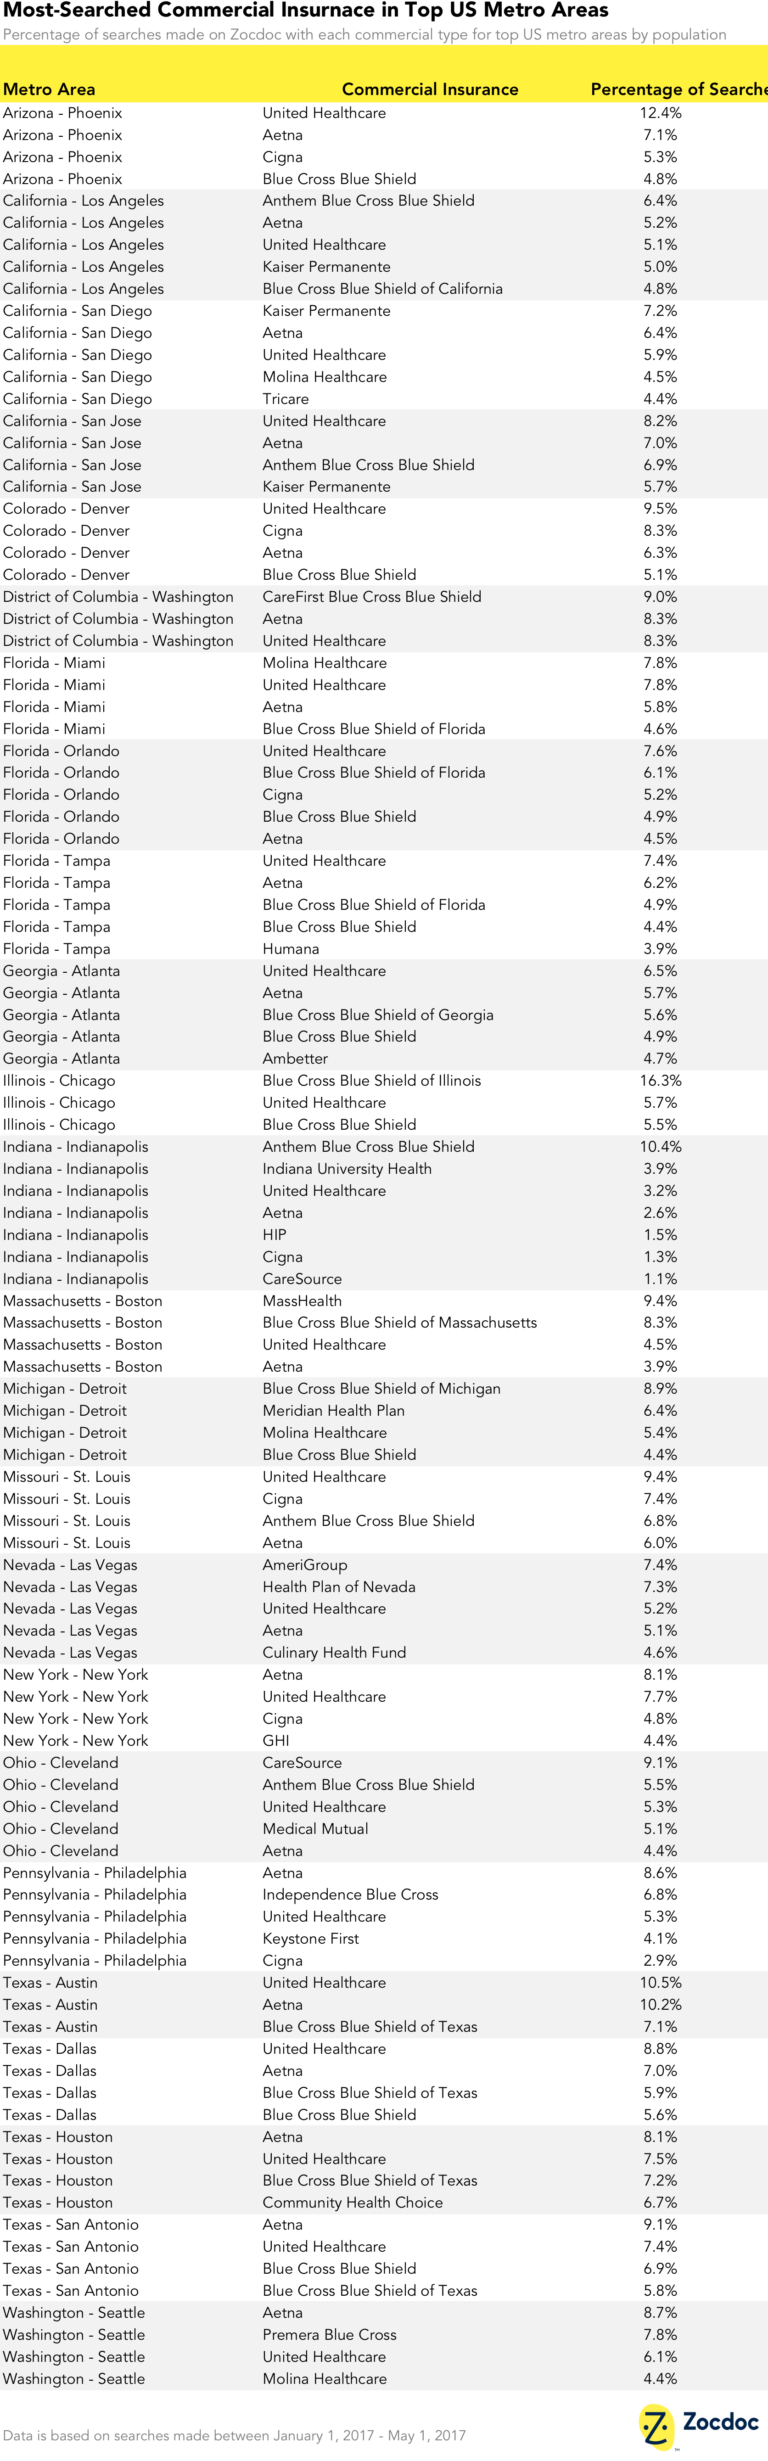 Most-Searched Commercial Insurnace in Top US Metro Areas
Percentage of searches made on Zocdoc with each commercial type for top US metro areas by population
Metro Area Commercial Insurance Percentage of Searche
Arizona - Phoenix United Healthcare 12.4%
Arizona - Phoenix Aetna 7.1%
Arizona - Phoenix Cigna 5.3%
Arizona - Phoenix Blue Cross Blue Shield 4.8%
California - Los Angeles Anthem Blue Cross Blue Shield 6.4%
California - Los Angeles Aetna 5.2%
California - Los Angeles United Healthcare 5.1%
California - Los Angeles Kaiser Permanente 5.0%
California - Los Angeles Blue Cross Blue Shield of California 4.8%
California - San Diego Kaiser Permanente 7.2%
California - San Diego Aetna 6.4%
California - San Diego United Healthcare 5.9%
California - San Diego Molina Healthcare 4.5%
California - San Diego Tricare 4.4%
California - San Jose United Healthcare 8.2%
California - San Jose Aetna 7.0%
California - San Jose Anthem Blue Cross Blue Shield 6.9%
California - San Jose Kaiser Permanente 5.7%
Colorado - Denver United Healthcare 9.5%
Colorado - Denver Cigna 8.3%
Colorado - Denver Aetna 6.3%
Colorado - Denver Blue Cross Blue Shield 5.1%
District of Columbia - Washington CareFirst Blue Cross Blue Shield 9.0%
District of Columbia - Washington Aetna 8.3%
District of Columbia - Washington United Healthcare 8.3%
Florida - Miami Molina Healthcare 7.8%
Florida - Miami United Healthcare 7.8%
Florida - Miami Aetna 5.8%
Florida - Miami Blue Cross Blue Shield of Florida 4.6%
Florida - Orlando United Healthcare 7.6%
Florida - Orlando Blue Cross Blue Shield of Florida 6.1%
Florida - Orlando Cigna 5.2%
Florida - Orlando Blue Cross Blue Shield 4.9%
Florida - Orlando Aetna 4.5%
Florida - Tampa United Healthcare 7.4%
Florida - Tampa Aetna 6.2%
Florida - Tampa Blue Cross Blue Shield of Florida 4.9%
Florida - Tampa Blue Cross Blue Shield 4.4%
Florida - Tampa Humana 3.9%
Georgia - Atlanta United Healthcare 6.5%
Georgia - Atlanta Aetna 5.7%
Georgia - Atlanta Blue Cross Blue Shield of Georgia 5.6%
Georgia - Atlanta Blue Cross Blue Shield 4.9%
Georgia - Atlanta Ambetter 4.7%
Illinois - Chicago Blue Cross Blue Shield of Illinois 16.3%
Illinois - Chicago United Healthcare 5.7%
Illinois - Chicago Blue Cross Blue Shield 5.5%
Indiana - Indianapolis Anthem Blue Cross Blue Shield 10.4%
Indiana - Indianapolis Indiana University Health 3.9%
Indiana - Indianapolis United Healthcare 3.2%
Indiana - Indianapolis Aetna 2.6%
Indiana - Indianapolis HIP 1.5%
Indiana - Indianapolis Cigna 1.3%
Indiana - Indianapolis CareSource 1.1%
Massachusetts - Boston MassHealth 9.4%
Massachusetts - Boston Blue Cross Blue Shield of Massachusetts 8.3%
Massachusetts - Boston United Healthcare 4.5%
Massachusetts - Boston Aetna 3.9%
Michigan - Detroit Blue Cross Blue Shield of Michigan 8.9%
Michigan - Detroit Meridian Health Plan 6.4%
Michigan - Detroit Molina Healthcare 5.4%
Michigan - Detroit Blue Cross Blue Shield 4.4%
Missouri - St. Louis United Healthcare 9.4%
Missouri - St. Louis Cigna 7.4%
Missouri - St. Louis Anthem Blue Cross Blue Shield 6.8%
Missouri - St. Louis Aetna 6.0%
Nevada - Las Vegas AmeriGroup 7.4%
Nevada - Las Vegas Health Plan of Nevada 7.3%
Nevada - Las Vegas United Healthcare 5.2%
Nevada - Las Vegas Aetna 5.1%
Nevada - Las Vegas Culinary Health Fund 4.6%
New York - New York Aetna 8.1%
New York - New York United Healthcare 7.7%
New York - New York Cigna 4.8%
New York - New York GHI 4.4%
Ohio - Cleveland CareSource 9.1%
Ohio - Cleveland Anthem Blue Cross Blue Shield 5.5%
Ohio - Cleveland United Healthcare 5.3%
Ohio - Cleveland Medical Mutual 5.1%
Ohio - Cleveland Aetna 4.4%
Pennsylvania - Philadelphia Aetna 8.6%
Pennsylvania - Philadelphia Independence Blue Cross 6.8%
Pennsylvania - Philadelphia United Healthcare 5.3%
Pennsylvania - Philadelphia Keystone First 4.1%
Pennsylvania - Philadelphia Cigna 2.9%
Texas - Austin United Healthcare 10.5%
Texas - Austin Aetna 10.2%
Texas - Austin Blue Cross Blue Shield of Texas 7.1%
Texas - Dallas United Healthcare 8.8%
Texas - Dallas Aetna 7.0%
Texas - Dallas Blue Cross Blue Shield of Texas 5.9%
Texas - Dallas Blue Cross Blue Shield 5.6%
Texas - Houston Aetna 8.1%
Texas - Houston United Healthcare 7.5%
Texas - Houston Blue Cross Blue Shield of Texas 7.2%
Texas - Houston Community Health Choice 6.7%
Texas - San Antonio Aetna 9.1%
Texas - San Antonio United Healthcare 7.4%
Texas - San Antonio Blue Cross Blue Shield 6.9%
Texas - San Antonio Blue Cross Blue Shield of Texas 5.8%
Washington - Seattle Aetna 8.7%
Washington - Seattle Premera Blue Cross 7.8%
Washington - Seattle United Healthcare 6.1%
Washington - Seattle Molina Healthcare 4.4%
Zocdoc
Data is based on searches made between January 1, 2017 - May 1, 2017